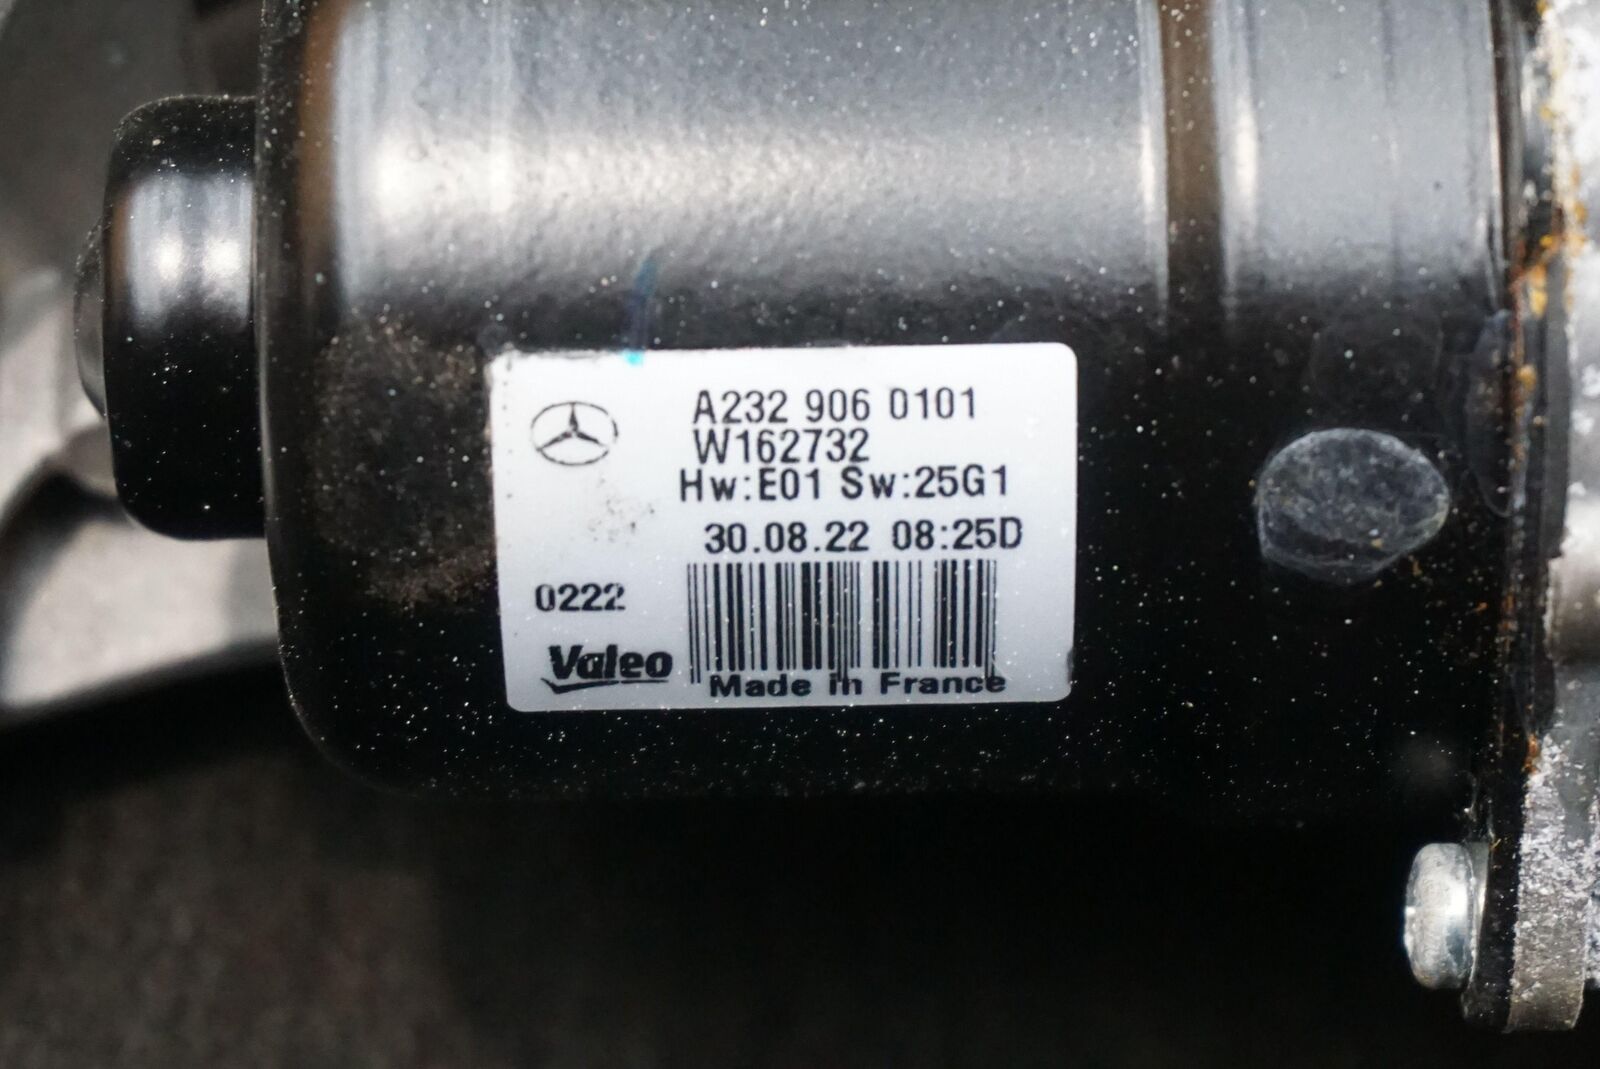 A232 906 0101
W162732
Hw:E01 Sw:25G1
30.08.22 08:25D
0222
Valeo
Made in France